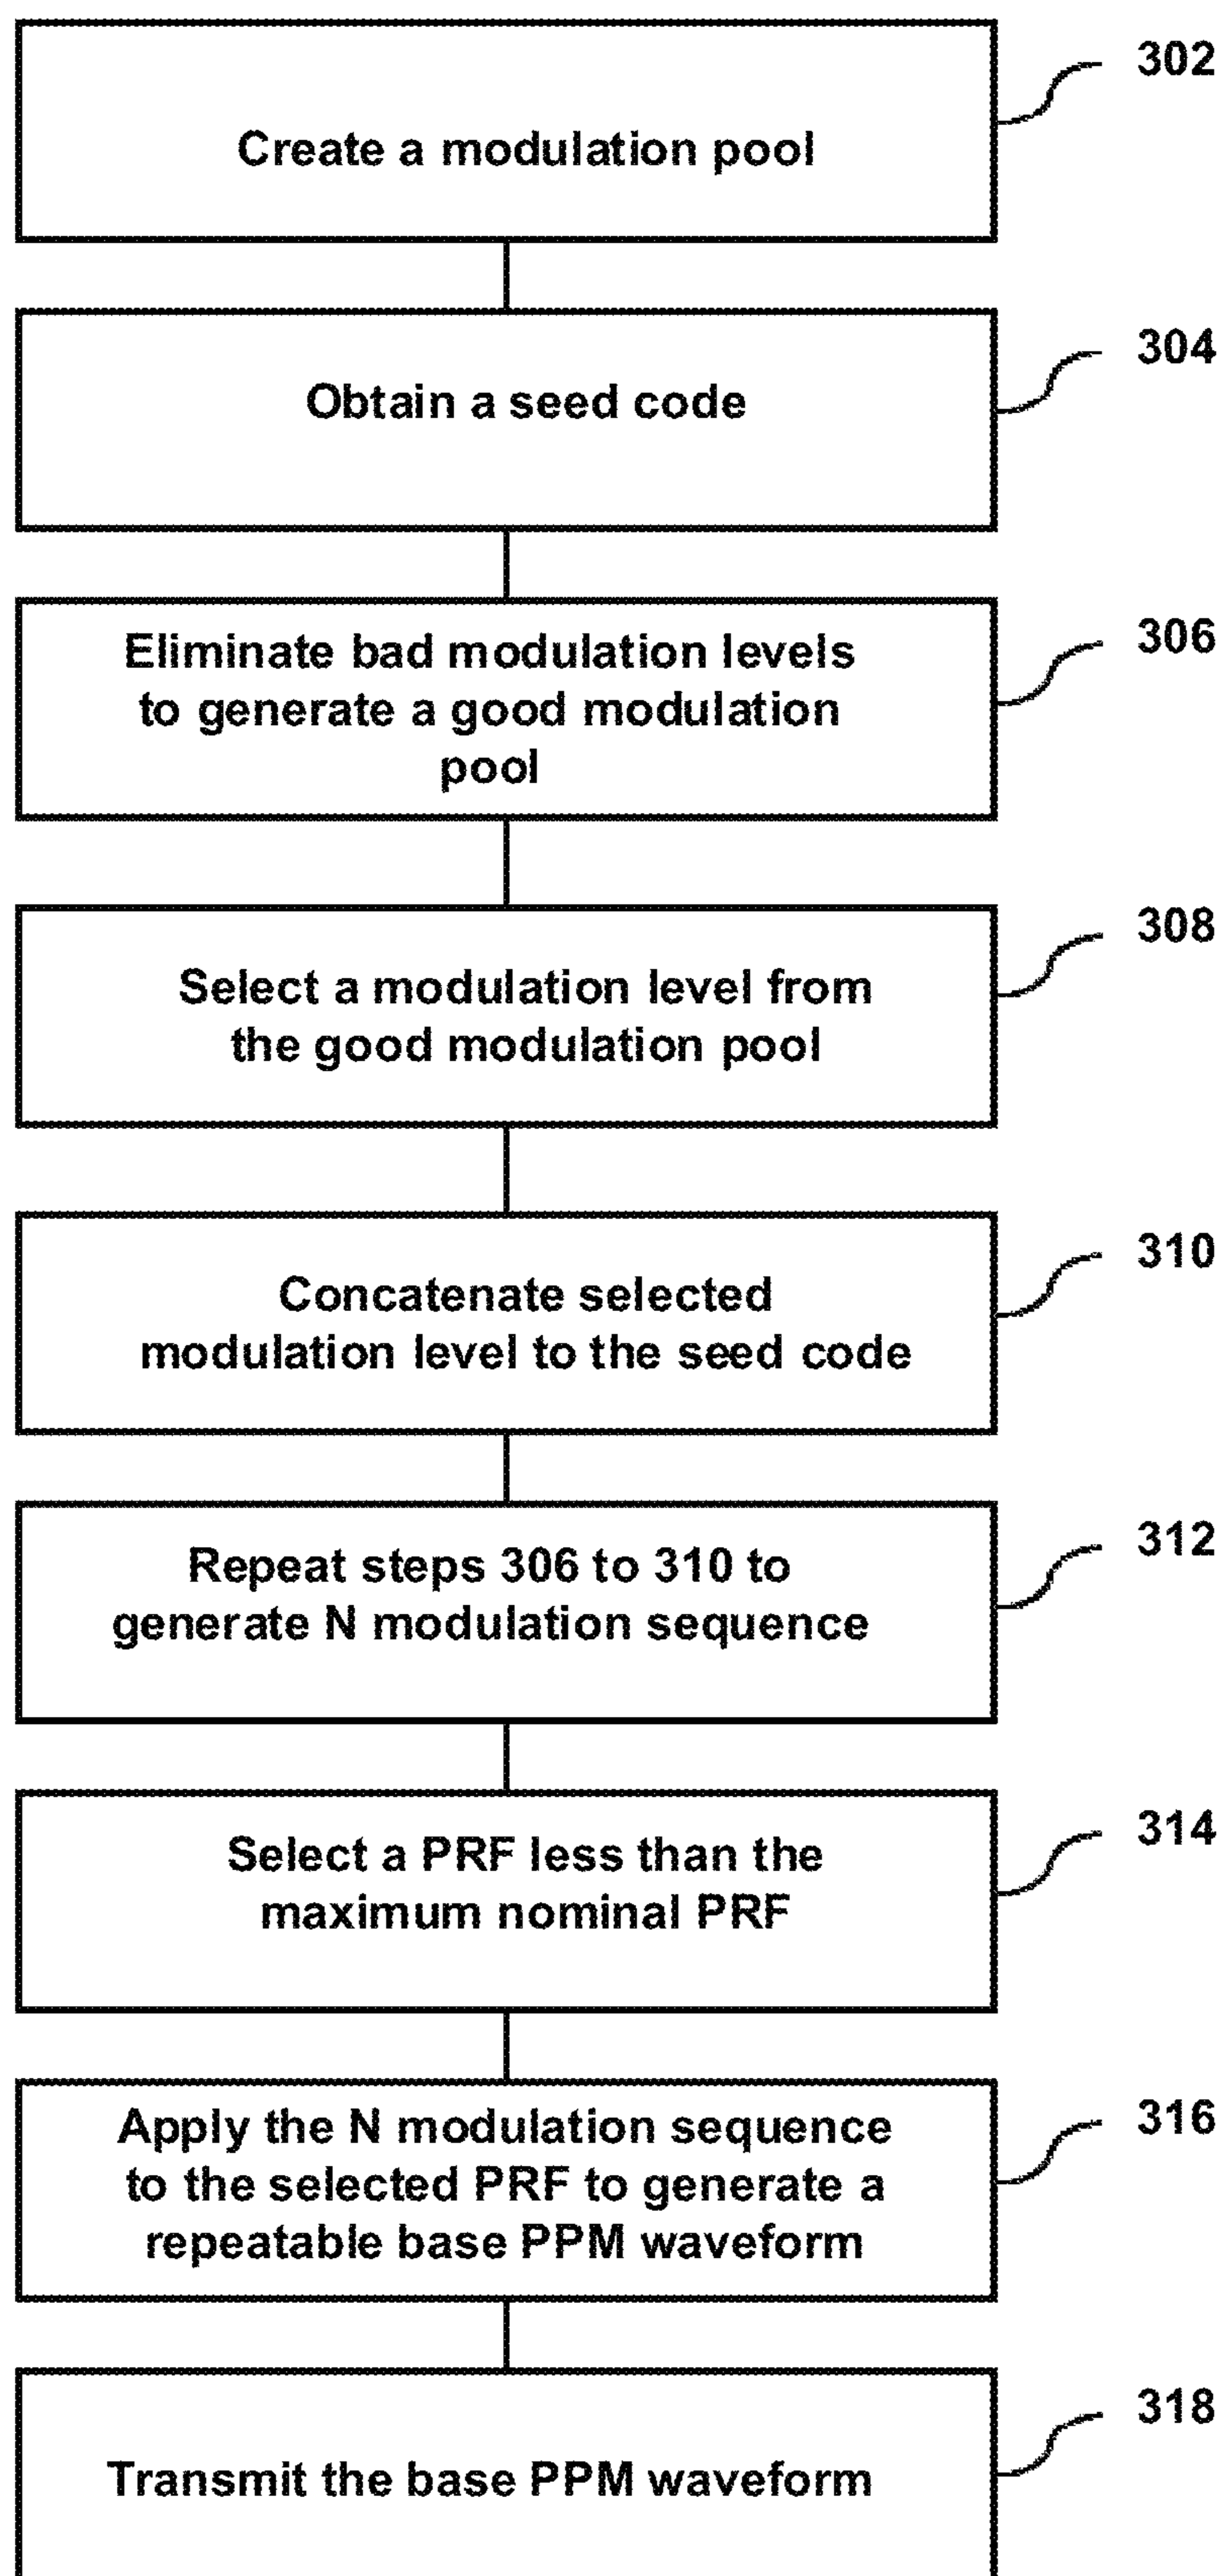 302
Create a modulation pool
304
Obtain a seed code
306
Eliminate bad modulation levels
to generate a good modulation
pool
308
Select a modulation level from
the good modulation pool
310
Concatenate selected
modulation level to the seed code
312
Repeat steps 306 to 310 to
generate N modulation sequence
314
Select a PRF less than the
maximum nominal PRF
316
Apply the N modulation sequence
to the selected PRF to generate a
repeatable base PPM waveform
318
Transmit the base PPM waveform